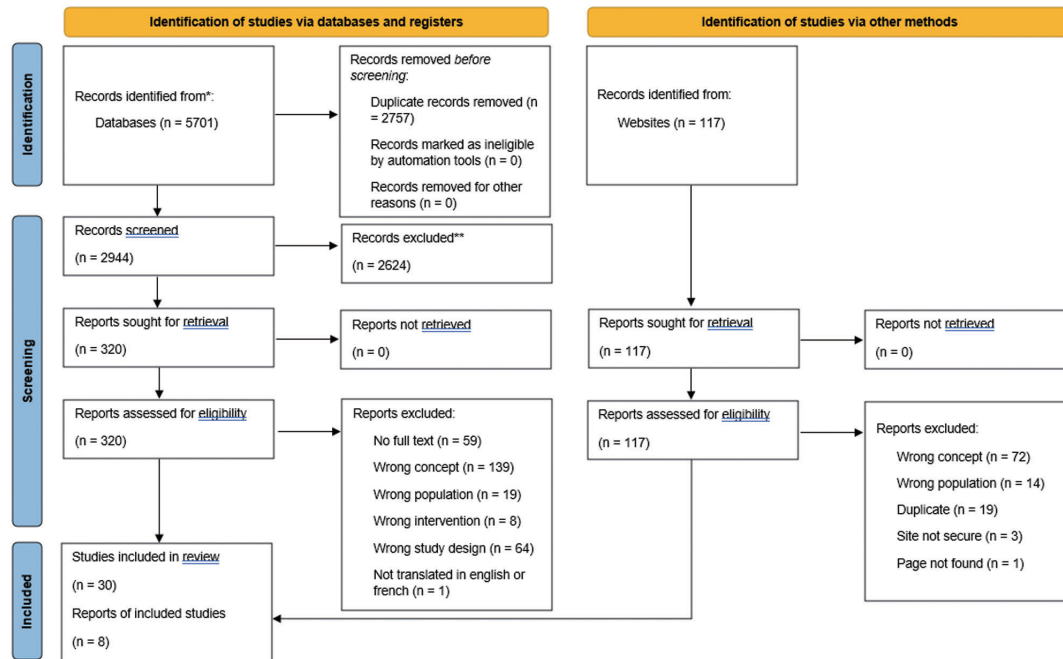 Identification of studies via databases and registers
Identification of studies via other methods
Identification
Records identified from*:
Databases (n = 5701)
Records removed before
screening:
Duplicate records removed (n
= 2757)
Records marked as ineligible
by automation tools (n = 0)
Records removed for other
reasons (n = 0)
Records identified from:
Websites (n = 117)
Screening
Records screened
(n = 2944)
Records excluded**
(n = 2624)
Reports sought for retrieval
(n = 320)
Reports not retrieved
(n = 0)
Reports sought for retrieval
(n = 117)
Reports not retrieved
(n = 0)
Reports assessed for eligibility
(n = 320)
Reports excluded:
No full text (n = 59)
Wrong concept (n = 139)
Wrong population (n = 19)
Wrong intervention (n = 8)
Wrong study design (n = 64)
Not translated in english or
french (n = 1)
Reports assessed for eligibility
(n = 117)
Reports excluded:
Wrong concept (n = 72)
Wrong population (n = 14)
Duplicate (n = 19)
Site not secure (n = 3)
Page not found (n = 1)
Included
Studies included in review
(n = 30)
Reports of included studies
(n = 8)